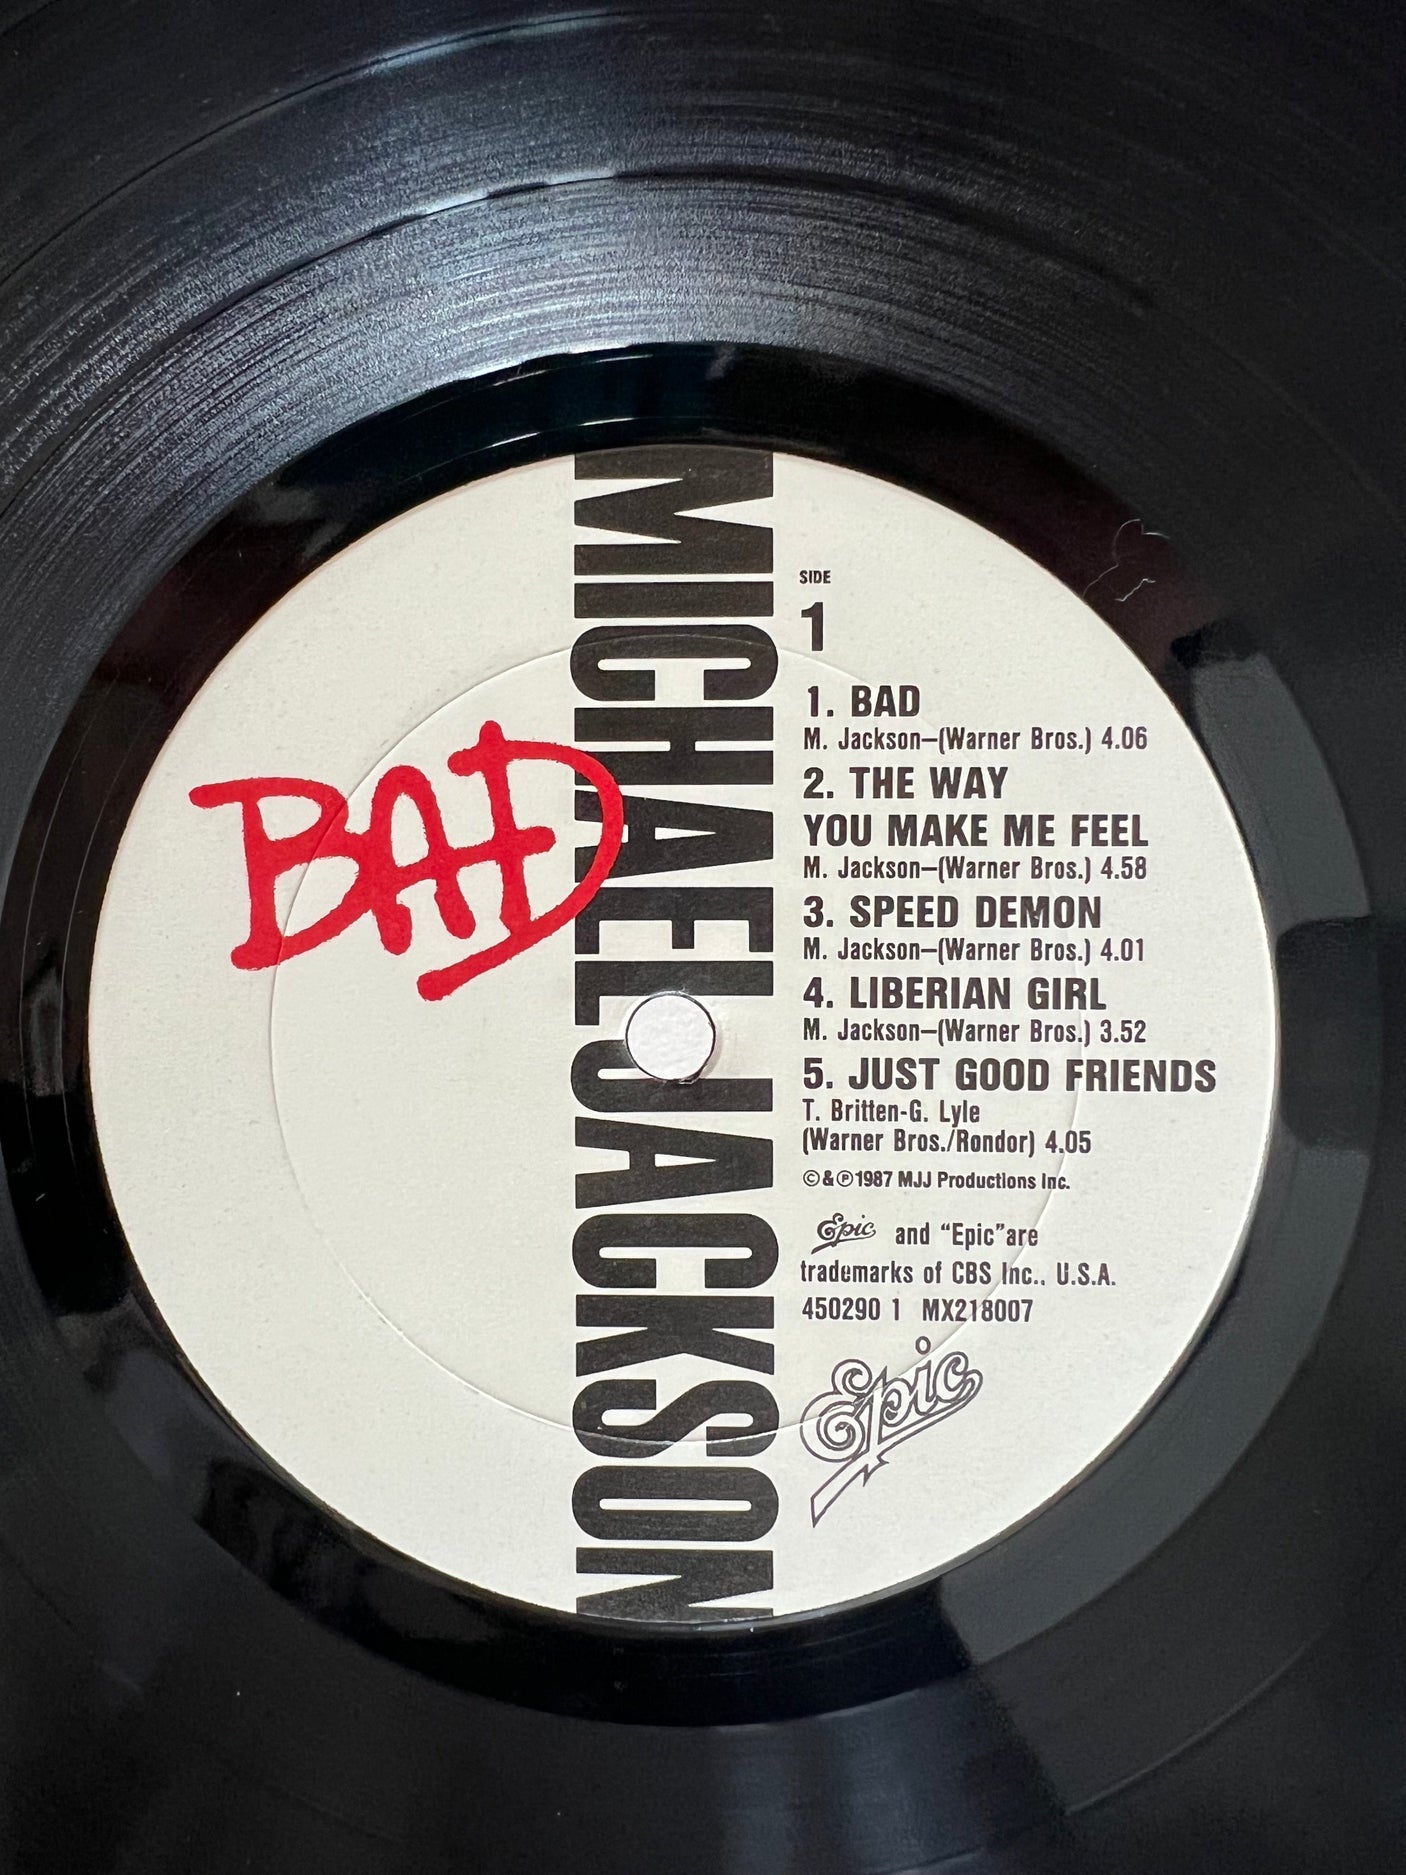 MICHAEL JACKSON
BAD
SIDE
1
1. BAD
M. Jackson–(Warner Bros.) 4.06
2. THE WAY
YOU MAKE ME FEEL
M. Jackson–(Warner Bros.) 4.58
3. SPEED DEMON
M. Jackson–(Warner Bros.) 4.01
4. LIBERIAN GIRL
M. Jackson–(Warner Bros.) 3.52
5. JUST GOOD FRIENDS
T. Britten-G. Lyle
(Warner Bros./Rondor) 4.05
©&℗1987 MJJ Productions Inc.
Epic and “Epic”are
trademarks of CBS Inc., U.S.A.
450290 1 MX218007
Epic